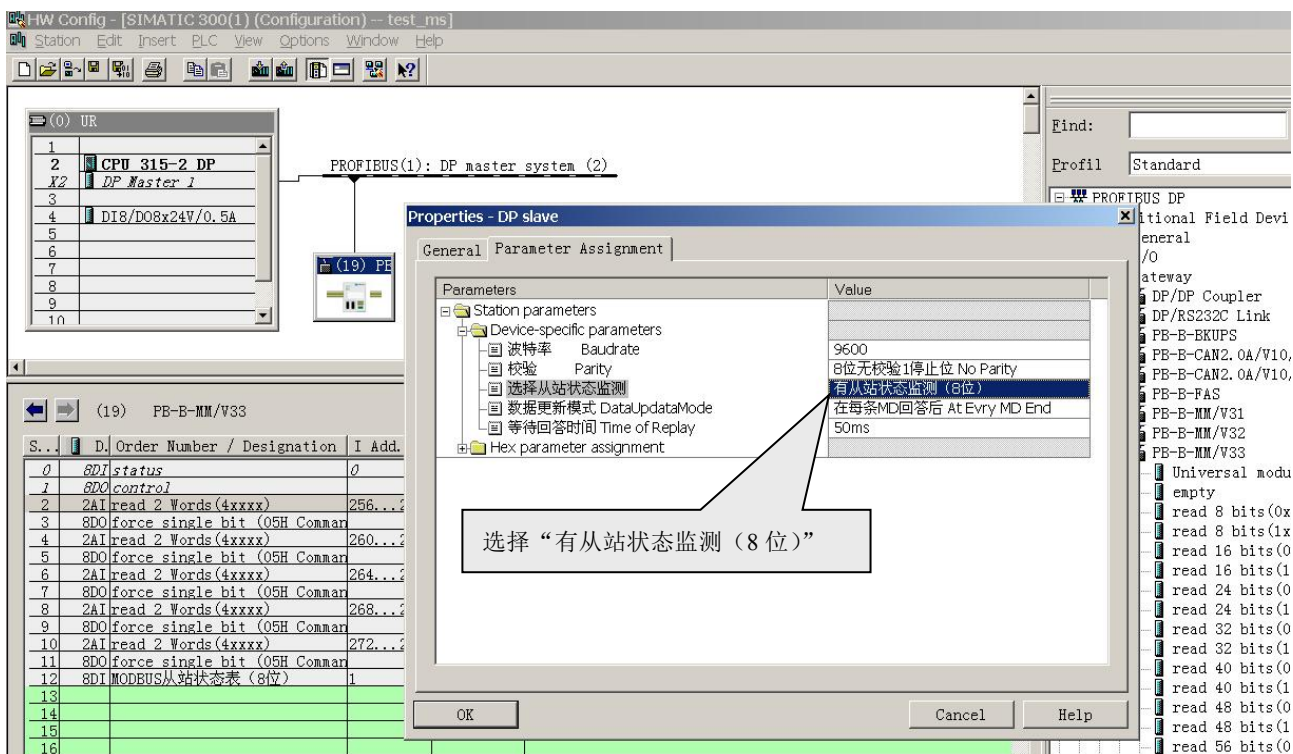 HW Config - [SIMATIC 300(1) (Configuration) -- test_ms]
Station Edit Insert PLC View Options Window Help
(0) UR
1
2 CPU 315-2 DP
X2 DP Master 1
3
4 DI8/DO8x24V/0.5A
5
6
7
8
9
10
PROFIBUS(1): DP master system (2)
(19) PB
Find:
Profil Standard
PROFIBUS DP
itional Field Devi
eneral
/O
ateway
DP/DP Coupler
DP/RS232C Link
PB-B-BKUPS
PB-B-CAN2.0A/V10,
PB-B-CAN2.0A/V10,
PB-B-FAS
PB-B-MM/V31
PB-B-MM/V32
PB-B-MM/V33
Universal modu
empty
read 8 bits(0x
read 8 bits(1x
read 16 bits(0
read 16 bits(1
read 24 bits(0
read 24 bits(1
read 32 bits(0
read 32 bits(1
read 40 bits(0
read 40 bits(1
read 48 bits(0
read 48 bits(1
read 56 bits(0
Properties - DP slave
General Parameter Assignment
Parameters Value
Station parameters
Device-specific parameters
波特率 Baudrate 9600
校验 Parity 8位无校验1停止位 No Parity
选择从站状态监测 有从站状态监测（8位）
数据更新模式 DataUpdataMode 在每条MD回答后 At Evry MD End
等待回答时间 Time of Replay 50ms
Hex parameter assignment
选择“有从站状态监测（8 位）”
OK Cancel Help
(19) PB-B-MM/V33
S... D. Order Number / Designation I Add.
0 8DI status 0
1 8DO control
2 2AI read 2 Words(4xxxx) 256...2
3 8DO force single bit (05H Comman
4 2AI read 2 Words(4xxxx) 260...2
5 8DO force single bit (05H Comman
6 2AI read 2 Words(4xxxx) 264...2
7 8DO force single bit (05H Comman
8 2AI read 2 Words(4xxxx) 268...2
9 8DO force single bit (05H Comman
10 2AI read 2 Words(4xxxx) 272...2
11 8DO force single bit (05H Comman
12 8DI MODBUS从站状态表（8位） 1
13
14
15
16